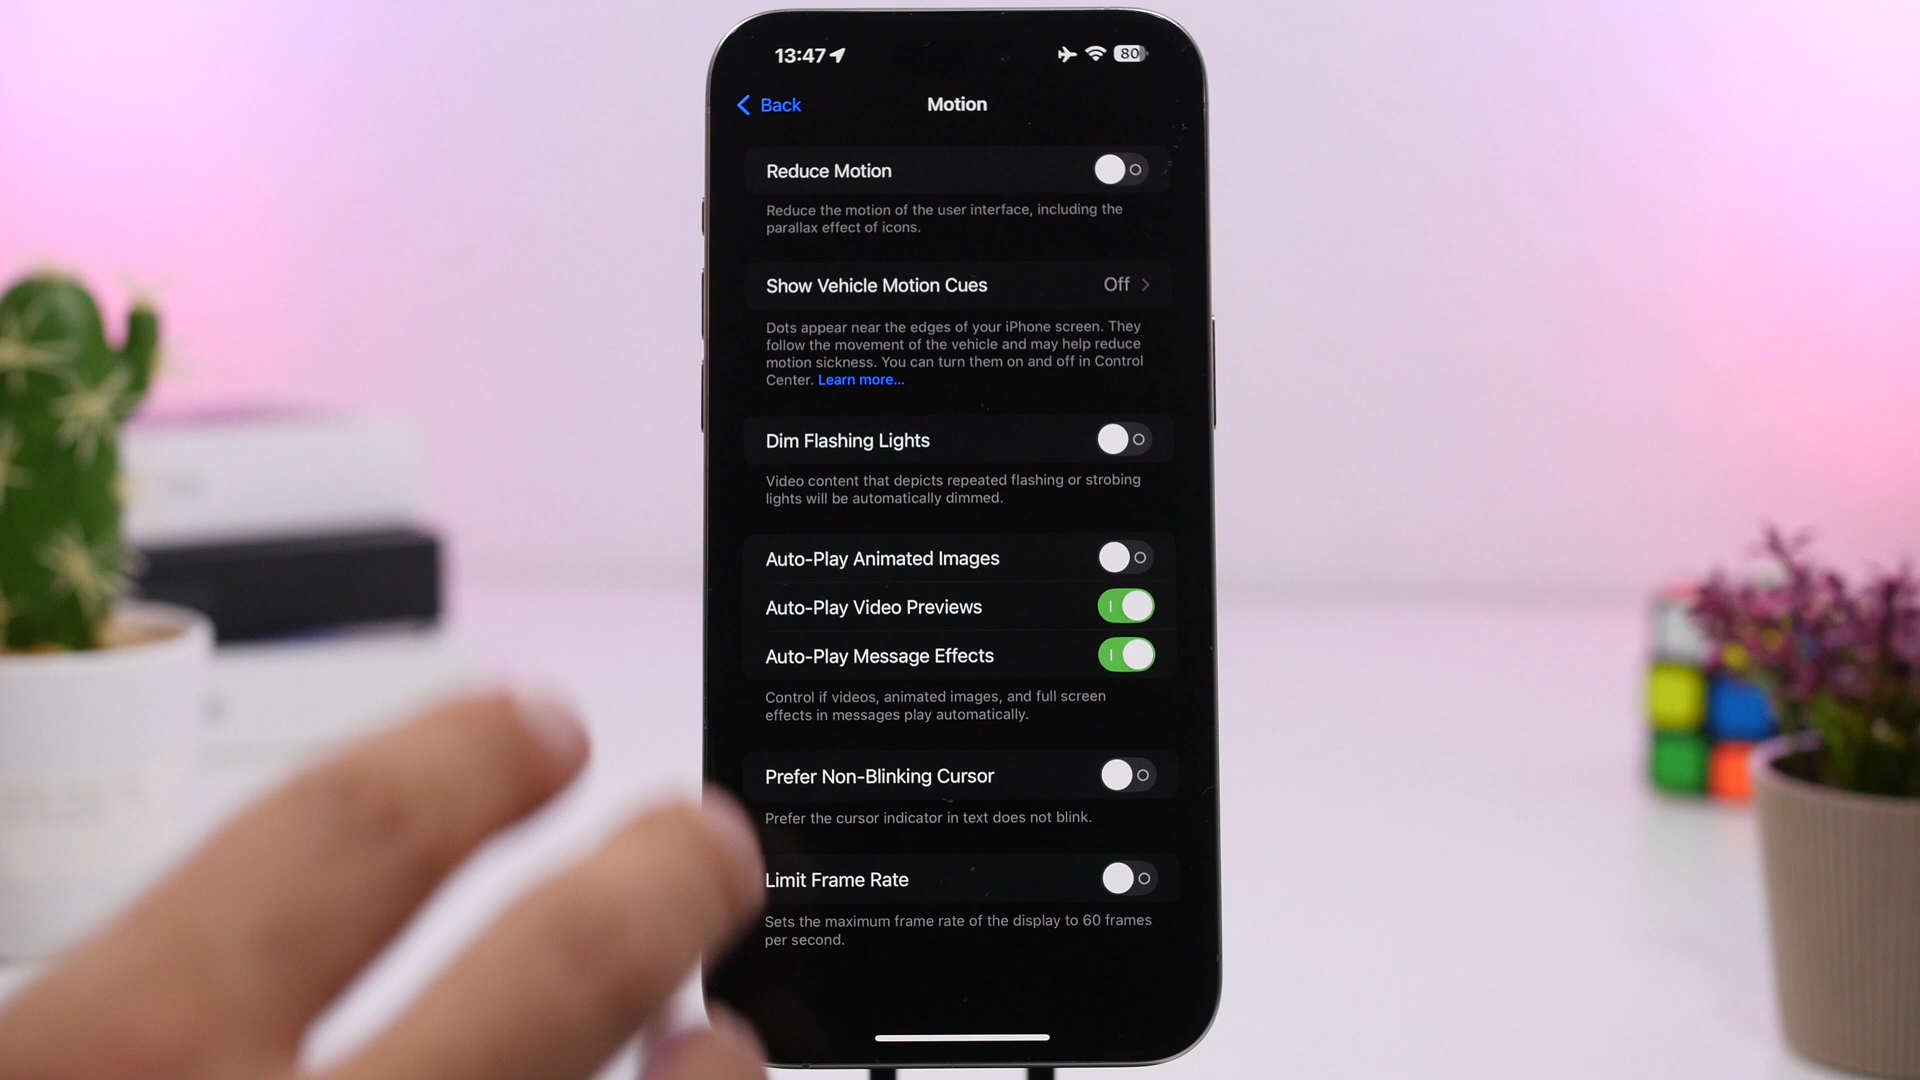 13:47
80
Back
Motion
Reduce Motion
Reduce the motion of the user interface, including the
parallax effect of icons.
Show Vehicle Motion Cues
Off
Dots appear near the edges of your iPhone screen. They
follow the movement of the vehicle and may help reduce
motion sickness. You can turn them on and off in Control
Center. Learn more...
Dim Flashing Lights
Video content that depicts repeated flashing or strobing
lights will be automatically dimmed.
Auto-Play Animated Images
Auto-Play Video Previews
Auto-Play Message Effects
Control if videos, animated images, and full screen
effects in messages play automatically.
Prefer Non-Blinking Cursor
Prefer the cursor indicator in text does not blink.
Limit Frame Rate
Sets the maximum frame rate of the display to 60 frames
per second.